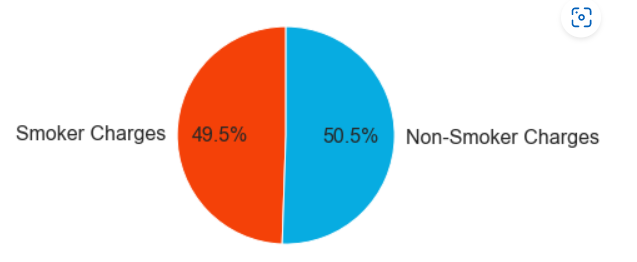 Smoker Charges
49.5%
50.5%
Non-Smoker Charges